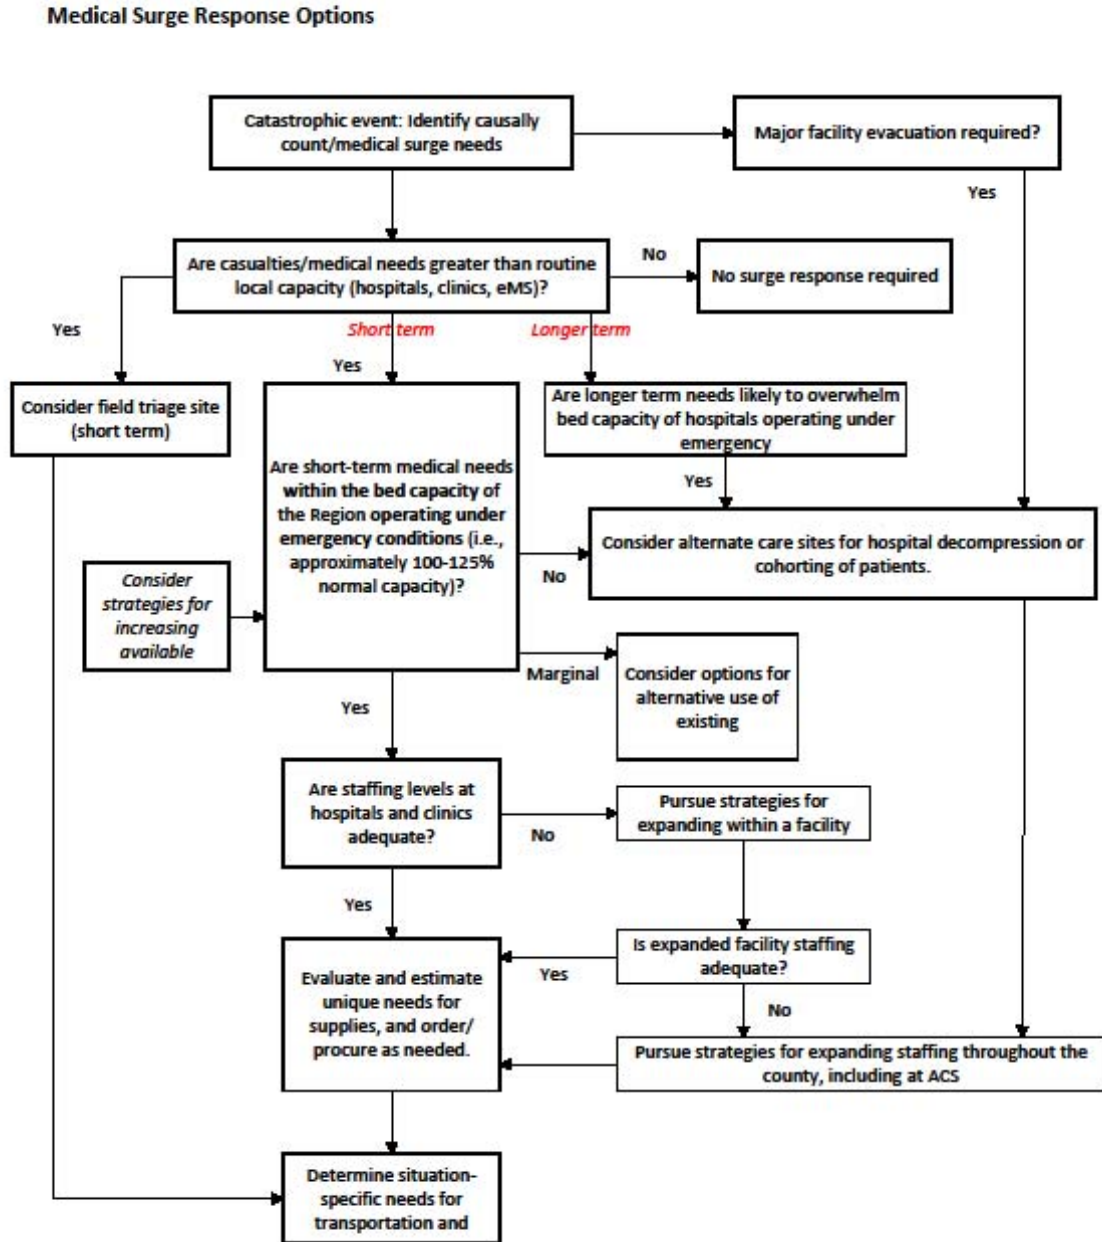 Medical Surge Response Options
Catastrophic event: Identify causally
count/medical surge needs
Major facility evacuation required?
Yes
Are casualties/medical needs greater than routine
local capacity (hospitals, clinics, eMS)?
No
No surge response required
Yes
Short term
Longer term
Yes
Consider field triage site
(short term)
Are longer term needs likely to overwhelm
bed capacity of hospitals operating under
emergency
Yes
Are short-term medical needs
within the bed capacity of
the Region operating under
emergency conditions (i.e.,
approximately 100-125%
normal capacity)?
No
Consider alternate care sites for hospital decompression or
cohorting of patients.
Consider
strategies for
increasing
available
Marginal
Consider options for
alternative use of
existing
Yes
Are staffing levels at
hospitals and clinics
adequate?
No
Pursue strategies for
expanding within a facility
Yes
Is expanded facility staffing
adequate?
Yes
No
Evaluate and estimate
unique needs for
supplies, and order/
procure as needed.
Pursue strategies for expanding staffing throughout the
county, including at ACS
Determine situation-
specific needs for
transportation and